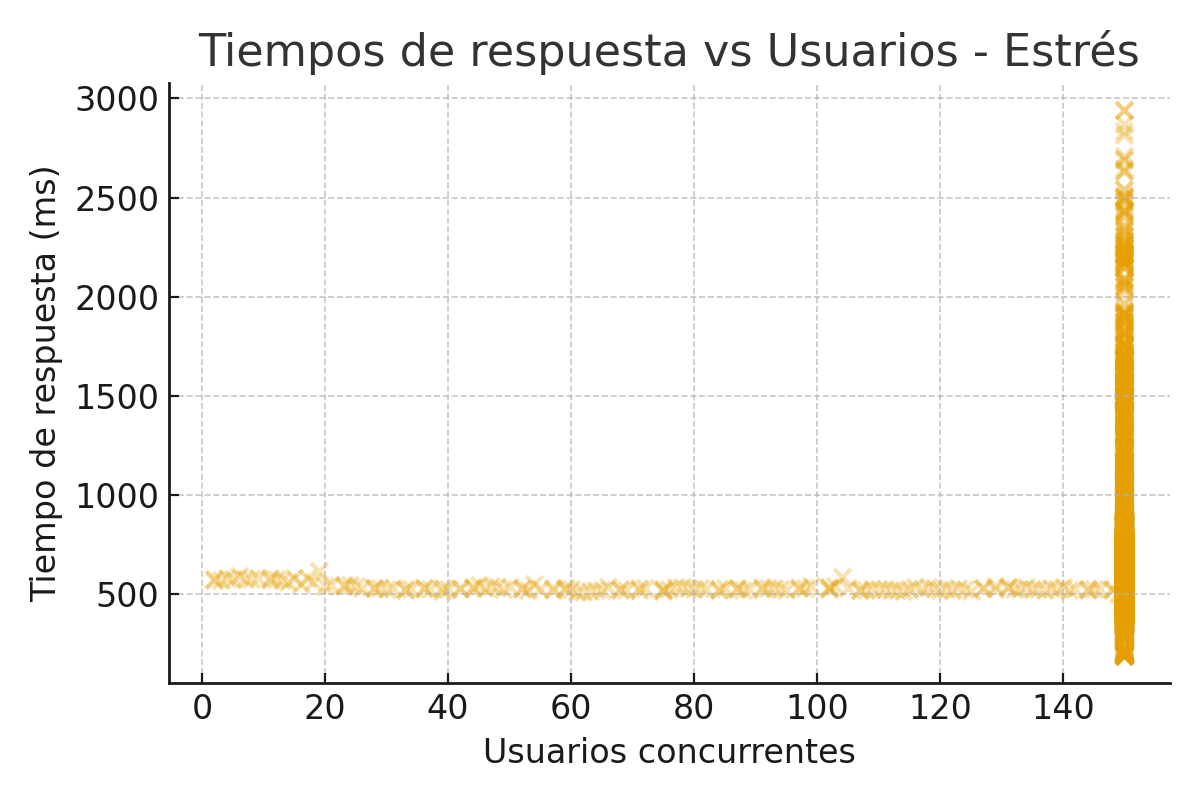 Tiempos de respuesta vs Usuarios - Estrés
Tiempo de respuesta (ms)
3000
2500
2000
1500
1000
500
0 20 40 60 80 100 120 140
Usuarios concurrentes